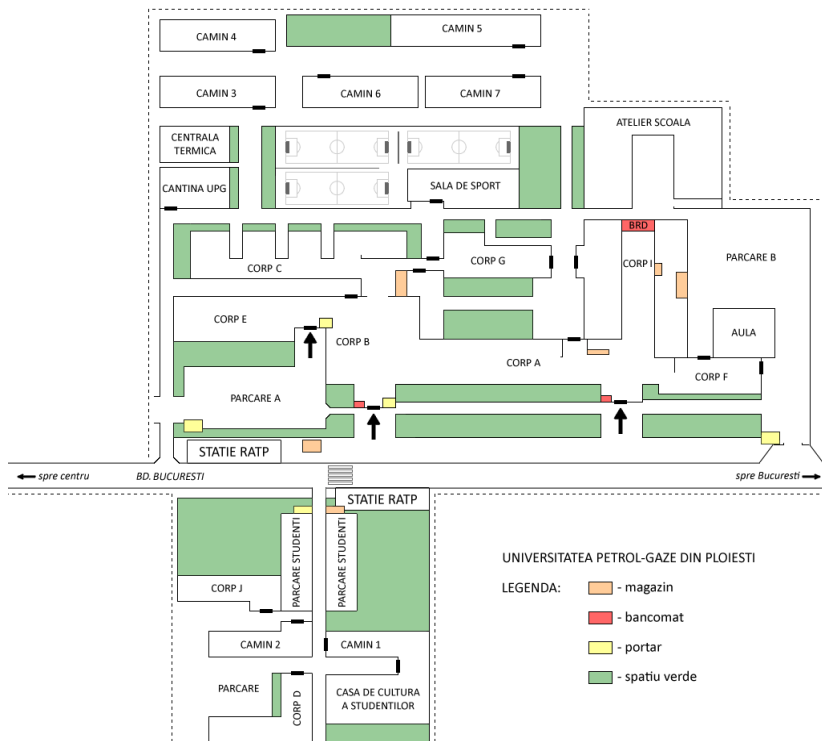 CAMIN 4
CAMIN 5
CAMIN 3
CAMIN 6
CAMIN 7
CENTRALA
TERMICA
ATELIER SCOALA
CANTINA UPG
SALA DE SPORT
BRD
CORP C
CORP G
CORP I
PARCARE B
CORP E
CORP B
AULA
CORP A
CORP F
PARCARE A
STATIE RATP
spre centru
BD. BUCURESTI
spre Bucuresti
STATIE RATP
PARCARE STUDENTI
PARCARE STUDENTI
CORP J
CAMIN 2
CAMIN 1
PARCARE
CORP D
CASA DE CULTURA
A STUDENTILOR
UNIVERSITATEA PETROL-GAZE DIN PLOIESTI
LEGENDA:
- magazin
- bancomat
- portar
- spatiu verde